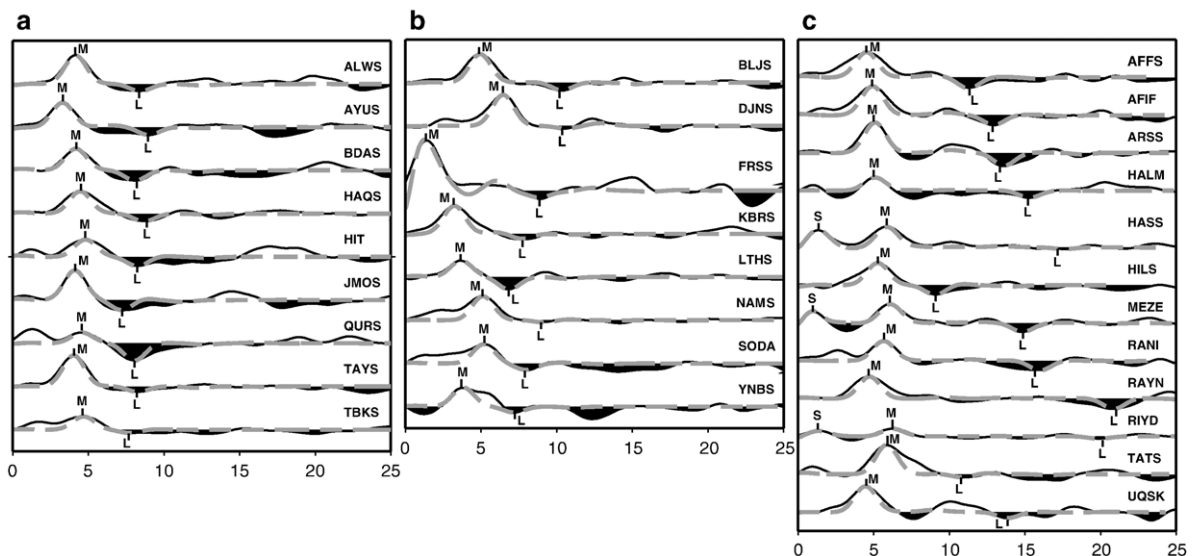 a
M
ALWS
L
M
AYUS
L
M
BDAS
L
M
HAQS
L
M
HIT
L
M
JMOS
L
M
QURS
L
M
TAYS
L
M
TBKS
L
0 5 10 15 20 25
b
M
BLJS
L
M
DJNS
L
M
FRSS
L
M
KBRS
L
M
LTHS
L
M
NAMS
L
M
SODA
L
M
YNBS
L
0 5 10 15 20 25
c
M
AFFS
L
M
AFIF
L
M
ARSS
L
M
HALM
L
S M
HASS
L
M
HILS
L
S M
MEZE
L
M
RANI
L
M
RAYN
L
S M
RIYD
L
M
TATS
L
M
UQSK
L
0 5 10 15 20 25